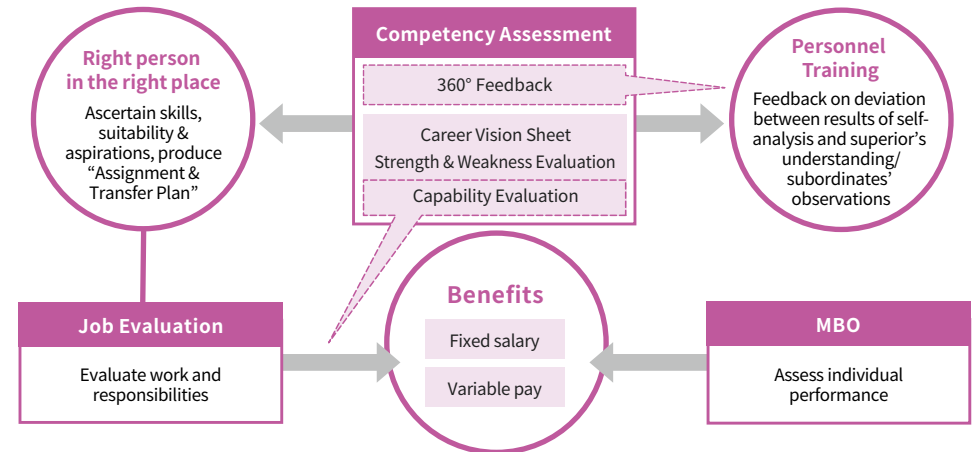 Right person
in the right place
Ascertain skills,
suitability &
aspirations, produce
“Assignment &
Transfer Plan”
Competency Assessment
360° Feedback
Career Vision Sheet
Strength & Weakness Evaluation
Capability Evaluation
Personnel
Training
Feedback on deviation
between results of self-
analysis and superior’s
understanding/
subordinates’
observations
Job Evaluation
Evaluate work and
responsibilities
Benefits
Fixed salary
Variable pay
MBO
Assess individual
performance